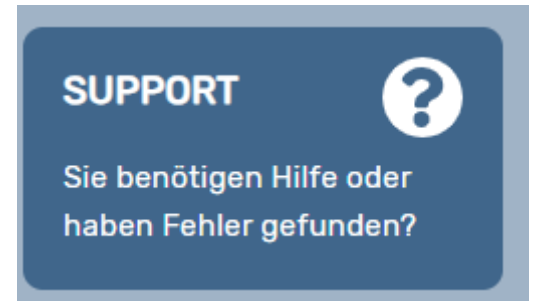 SUPPORT
Sie benötigen Hilfe oder
haben Fehler gefunden?